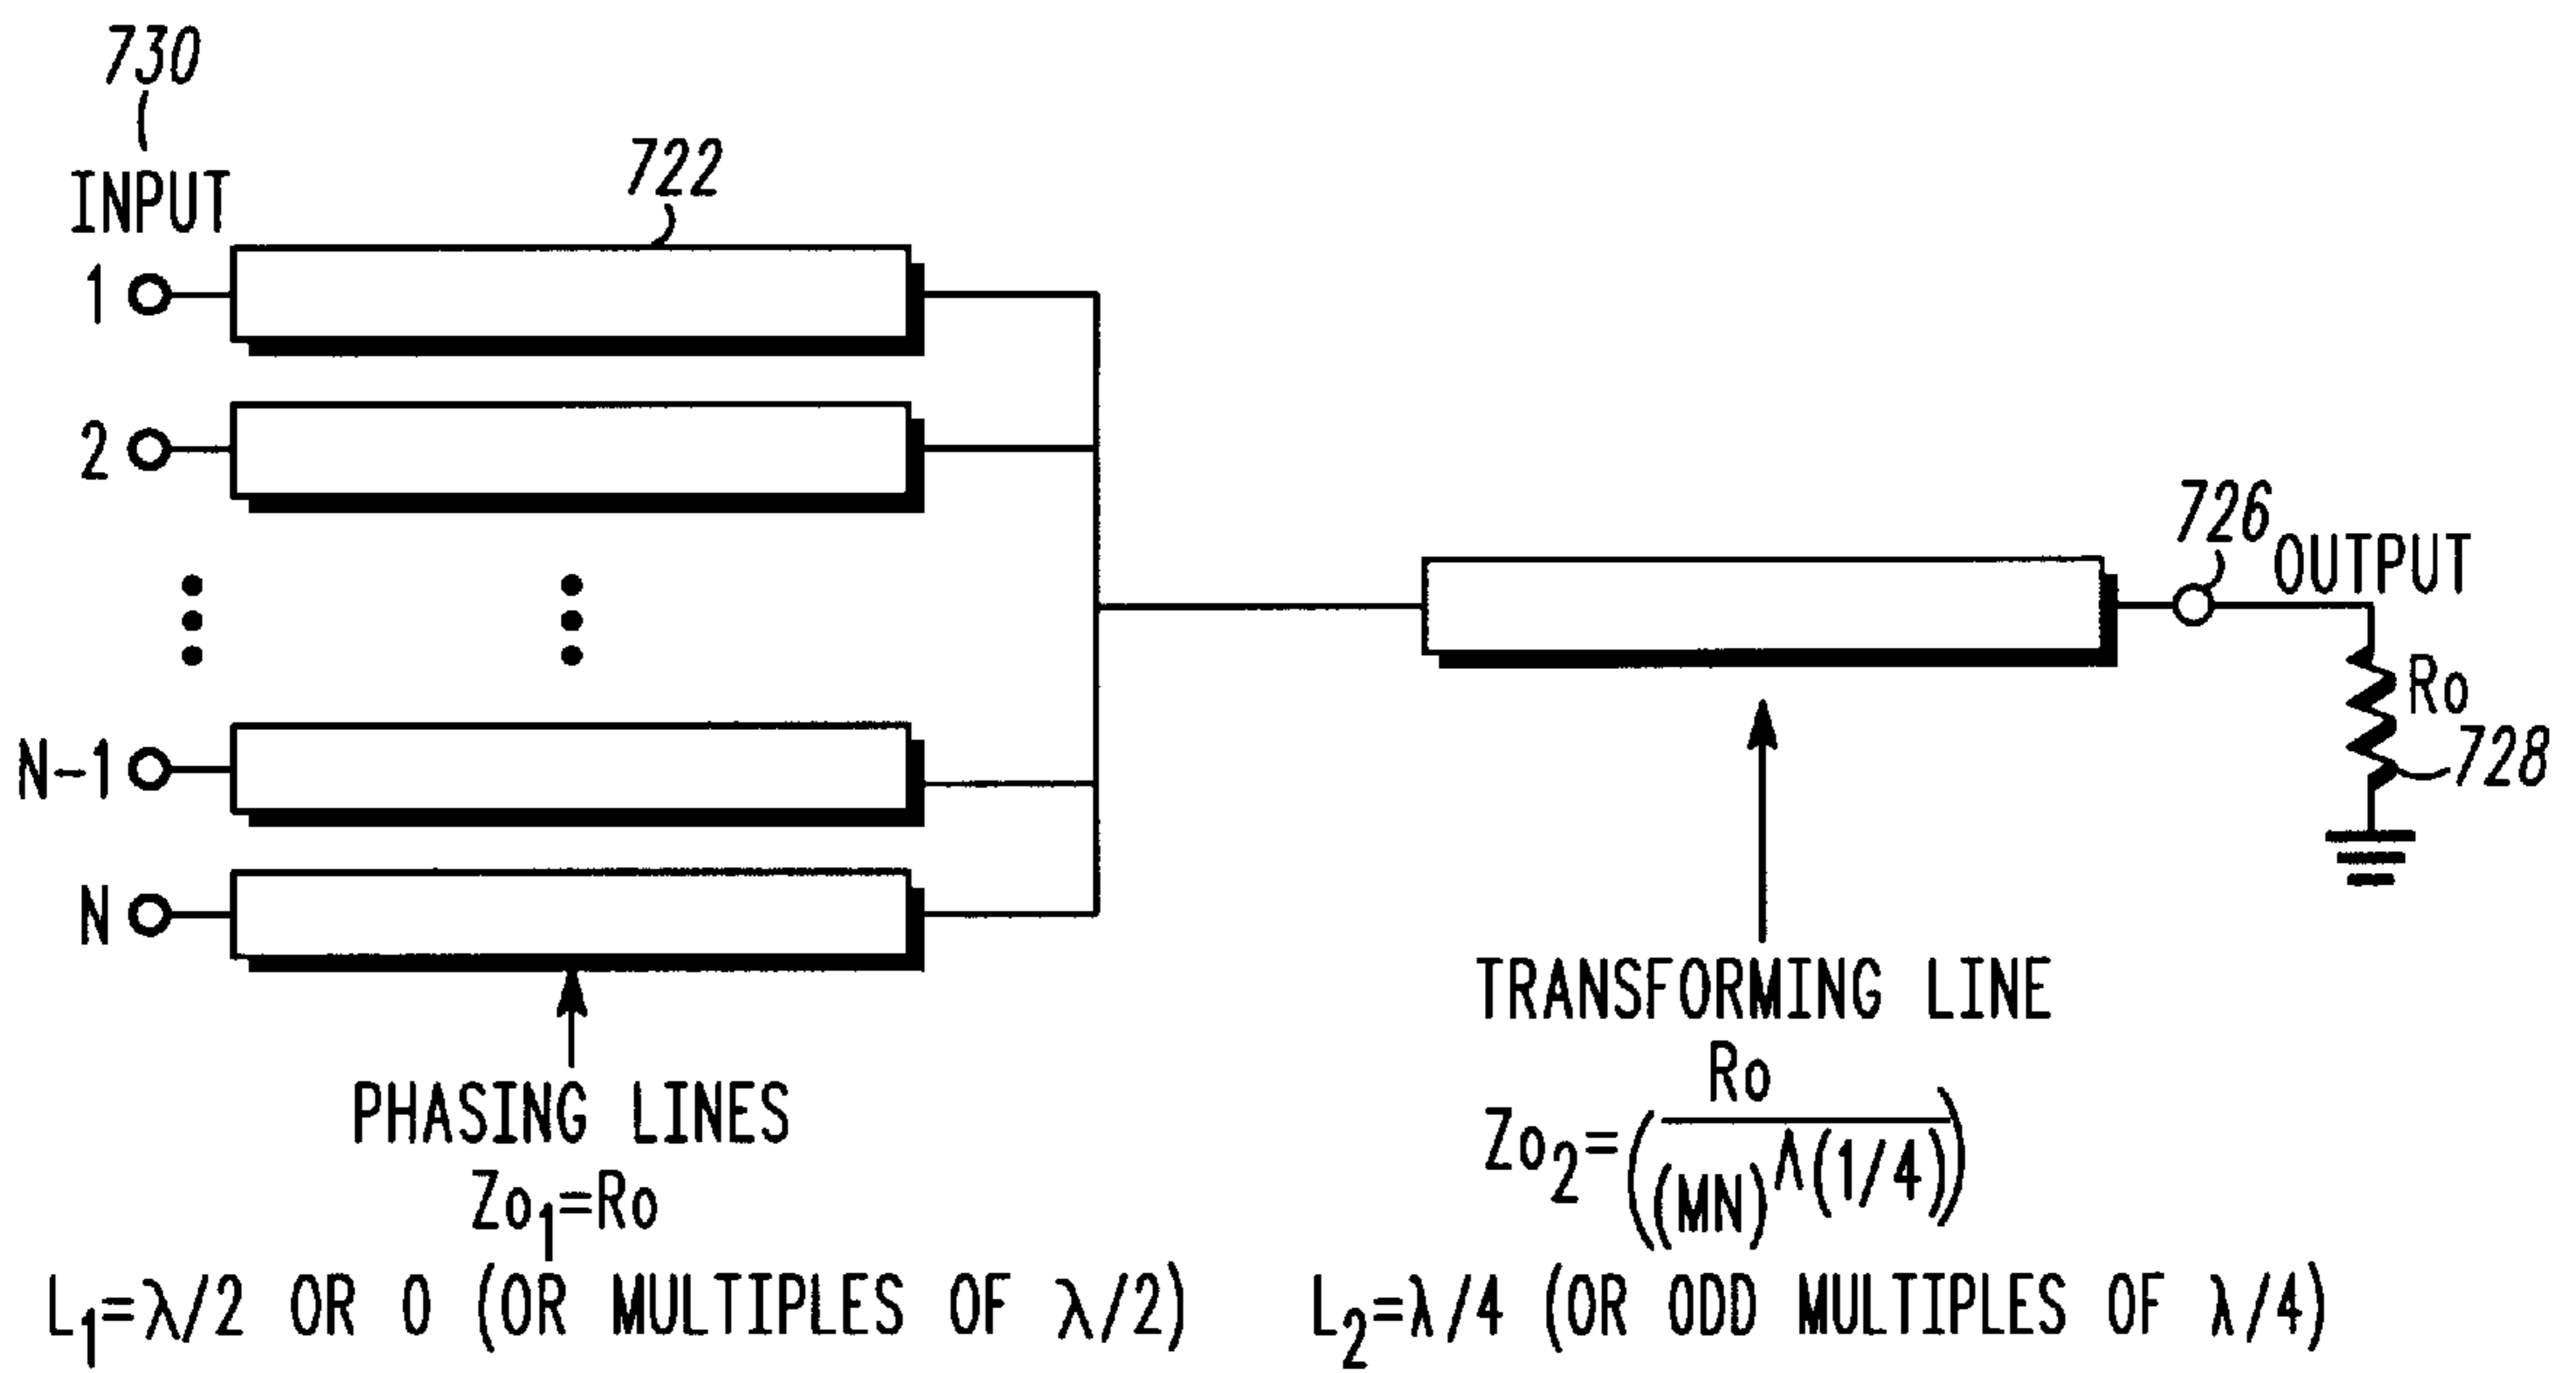 730
INPUT
722
1
2
726
OUTPUT
Ro
728
N-1
N
PHASING LINES
Zo1=Ro
L1=λ/2 OR 0 (OR MULTIPLES OF λ/2)
TRANSFORMING LINE
Zo2=(Ro/((MN)Λ(1/4)))
L2=λ/4 (OR ODD MULTIPLES OF λ/4)